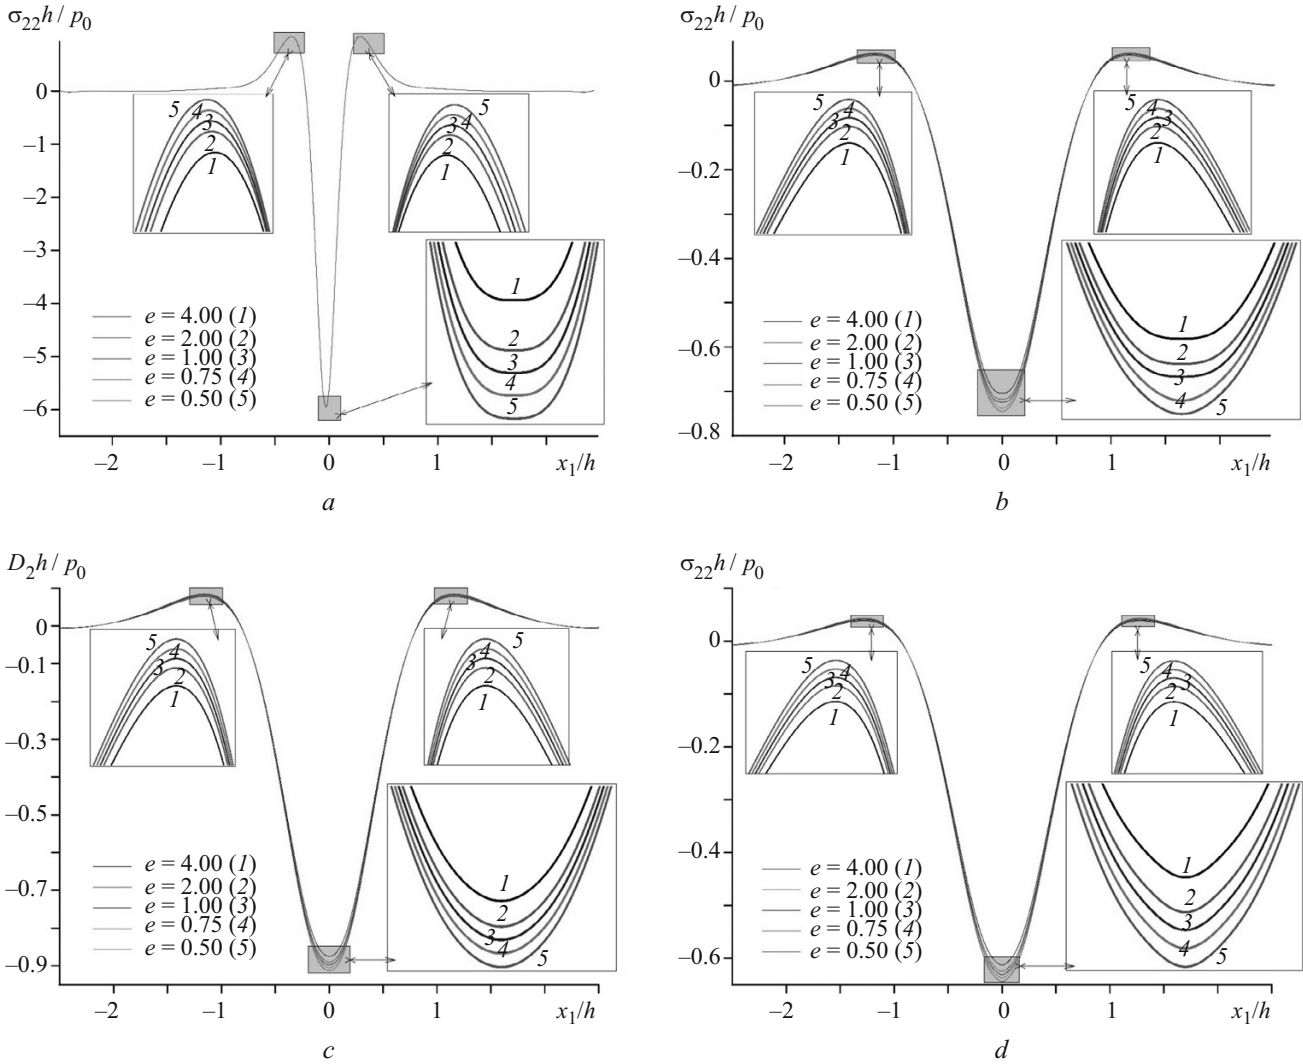 σ₂₂h / p₀
0
−1
−2
−3
−4
−5
−6
5 4 3 2 1
5 4 3 2 1
1 2 3 4 5
e = 4.00 (1)
e = 2.00 (2)
e = 1.00 (3)
e = 0.75 (4)
e = 0.50 (5)
−2 −1 0 1 x₁/h
a
σ₂₂h / p₀
0
−0.2
−0.4
−0.6
−0.8
5 4 3 2 1
5 4 3 2 1
1 2 3 4 5
e = 4.00 (1)
e = 2.00 (2)
e = 1.00 (3)
e = 0.75 (4)
e = 0.50 (5)
−2 −1 0 1 x₁/h
b
D₂h / p₀
0
−0.1
−0.3
−0.5
−0.7
−0.9
5 4 3 2 1
5 4 3 2 1
1 2 3 4 5
e = 4.00 (1)
e = 2.00 (2)
e = 1.00 (3)
e = 0.75 (4)
e = 0.50 (5)
−2 −1 0 1 x₁/h
c
σ₂₂h / p₀
0
−0.2
−0.4
−0.6
5 4 3 2 1
5 4 3 2 1
1 2 3 4 5
e = 4.00 (1)
e = 2.00 (2)
e = 1.00 (3)
e = 0.75 (4)
e = 0.50 (5)
−2 −1 0 1 x₁/h
d